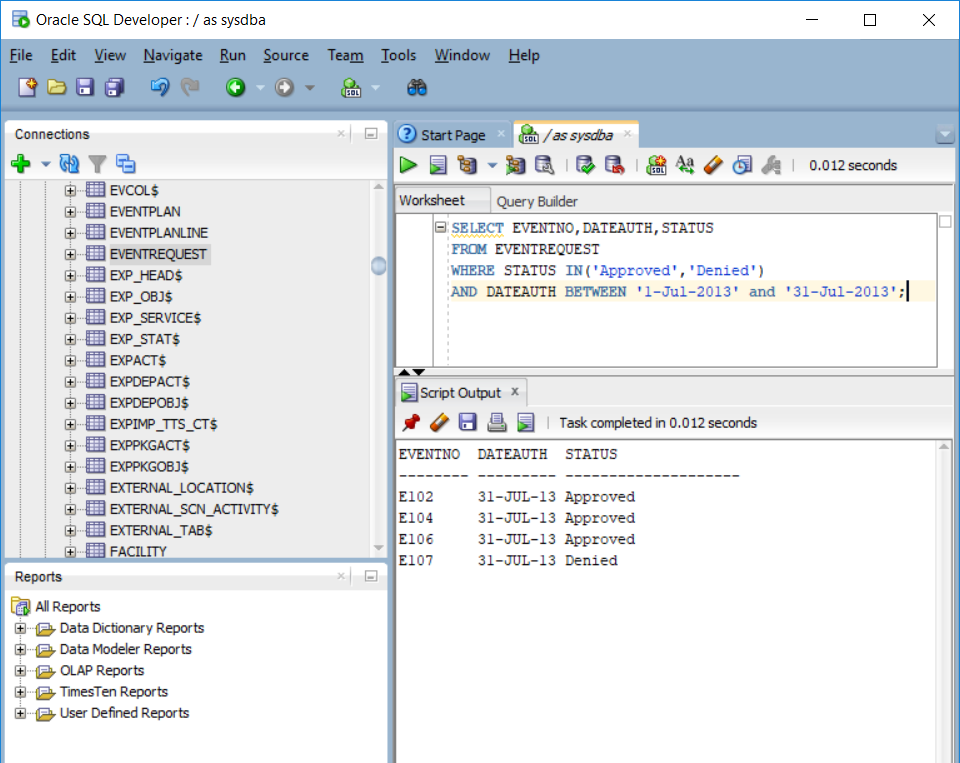 Oracle SQL Developer : / as sysdba
File Edit View Navigate Run Source Team Tools Window Help
Connections
EVCOL$
EVENTPLAN
EVENTPLANLINE
EVENTREQUEST
EXP_HEAD$
EXP_OBJ$
EXP_SERVICE$
EXP_STAT$
EXPACT$
EXPDEPACT$
EXPDEPOBJ$
EXPIMP_TTS_CT$
EXPPKGACT$
EXPPKGOBJ$
EXTERNAL_LOCATION$
EXTERNAL_SCN_ACTIVITY$
EXTERNAL_TAB$
FACILITY
Reports
All Reports
Data Dictionary Reports
Data Modeler Reports
OLAP Reports
TimesTen Reports
User Defined Reports
Start Page / as sysdba
0.012 seconds
Worksheet Query Builder
SELECT EVENTNO,DATEAUTH,STATUS
FROM EVENTREQUEST
WHERE STATUS IN('Approved','Denied')
AND DATEAUTH BETWEEN '1-Jul-2013' and '31-Jul-2013';
Script Output
Task completed in 0.012 seconds
EVENTNO DATEAUTH STATUS
-------- --------- --------------------
E102 31-JUL-13 Approved
E104 31-JUL-13 Approved
E106 31-JUL-13 Approved
E107 31-JUL-13 Denied